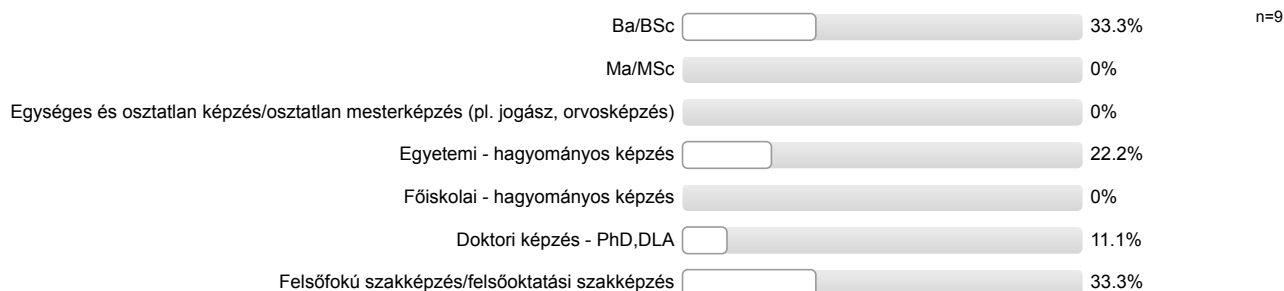 Ba/BSc 33.3% n=9
Ma/MSc 0%
Egységes és osztatlan képzés/osztatlan mesterképzés (pl. jogász, orvosképzés) 0%
Egyetemi - hagyományos képzés 22.2%
Főiskolai - hagyományos képzés 0%
Doktori képzés - PhD,DLA 11.1%
Felsőfokú szakképzés/felsőoktatási szakképzés 33.3%